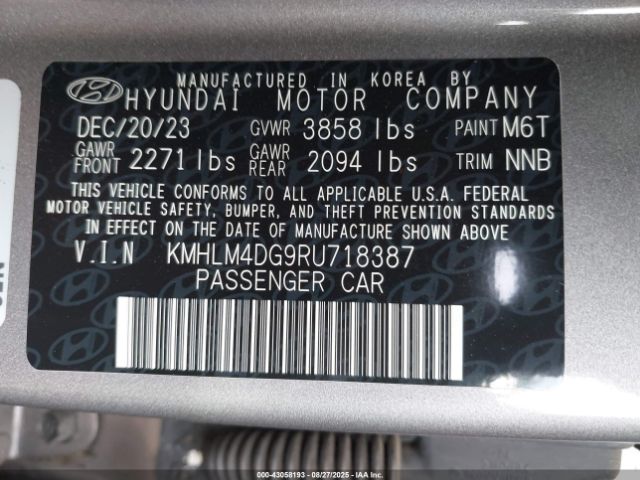 MANUFACTURED IN KOREA BY
HYUNDAI MOTOR COMPANY
DEC/20/23 GVWR 3858 lbs PAINT M6T
GAWR FRONT 2271 lbs GAWR REAR 2094 lbs TRIM NNB
THIS VEHICLE CONFORMS TO ALL APPLICABLE U.S.A. FEDERAL
MOTOR VEHICLE SAFETY, BUMPER, AND THEFT PREVENTION STANDARDS
IN EFFECT ON THE DATE OF MANUFACTURE SHOWN ABOVE
V.I.N KMHLM4DG9RU718387
PASSENGER CAR
00-43058193 - 08/27/2025 - IAA Inc.